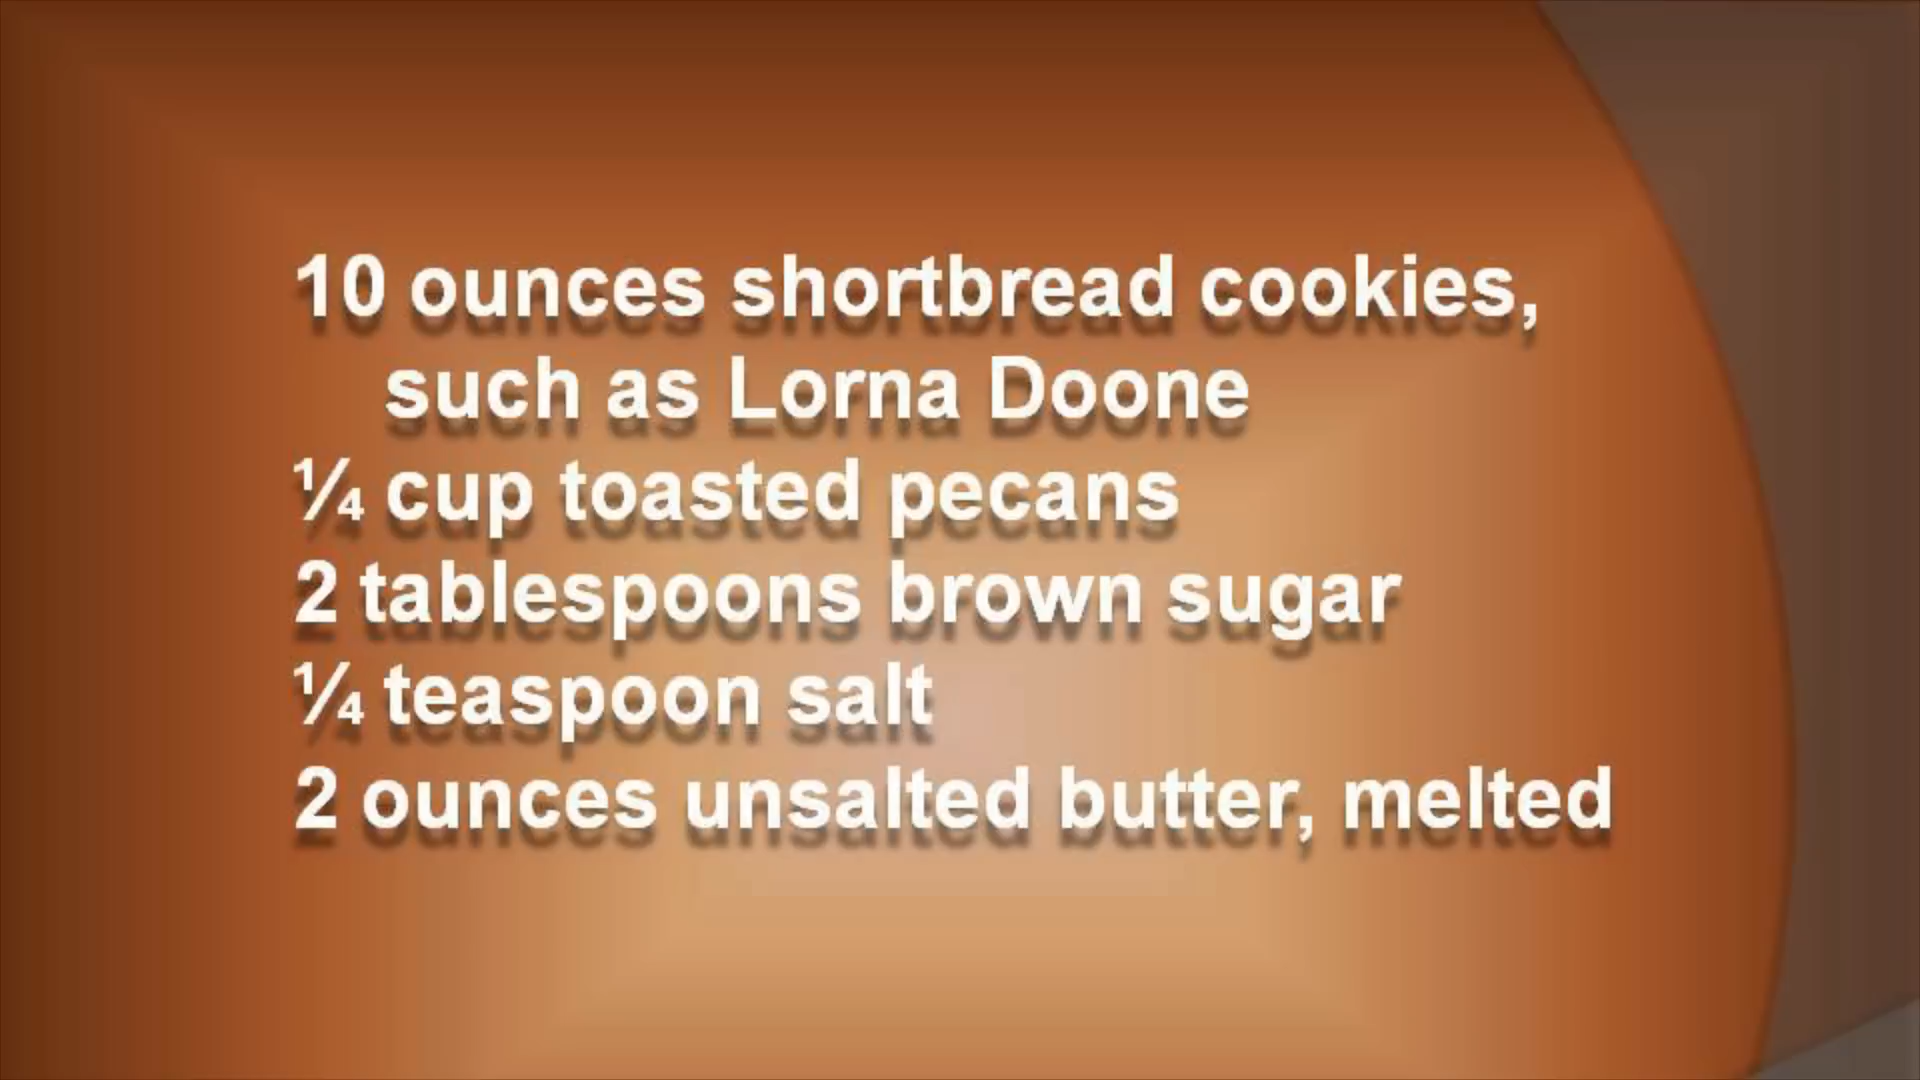 10 ounces shortbread cookies,
such as Lorna Doone
¼ cup toasted pecans
2 tablespoons brown sugar
¼ teaspoon salt
2 ounces unsalted butter, melted